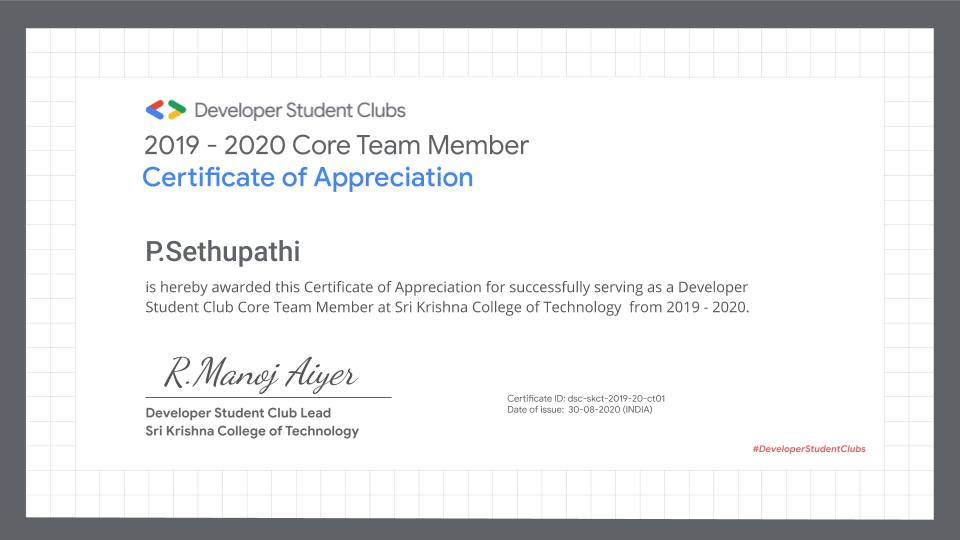 Developer Student Clubs
2019 - 2020 Core Team Member
Certificate of Appreciation
P.Sethupathi
is hereby awarded this Certificate of Appreciation for successfully serving as a Developer
Student Club Core Team Member at Sri Krishna College of Technology  from 2019 - 2020.
R.Manoj Aiyer
Developer Student Club Lead
Sri Krishna College of Technology
Certificate ID: dsc-skct-2019-20-ct01
Date of issue:  30-08-2020 (INDIA)
#DeveloperStudentClubs